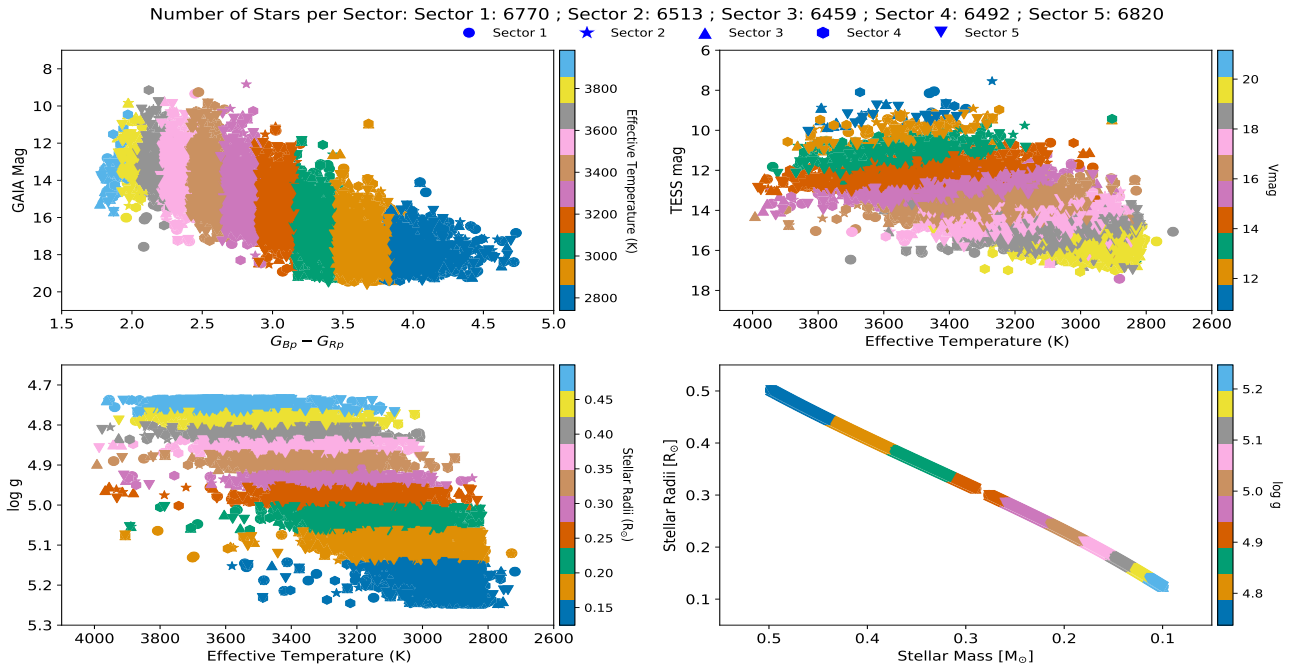 Number of Stars per Sector: Sector 1: 6770 ; Sector 2: 6513 ; Sector 3: 6459 ; Sector 4: 6492 ; Sector 5: 6820
Sector 1 Sector 2 Sector 3 Sector 4 Sector 5
8
10
12
14
16
18
20
GAIA Mag
1.5 2.0 2.5 3.0 3.5 4.0 4.5 5.0
G_Bp − G_Rp
3800
3600
3400
3200
3000
2800
Effective Temperature (K)
6
8
10
12
14
16
18
TESS mag
4000 3800 3600 3400 3200 3000 2800 2600
Effective Temperature (K)
20
18
16
14
12
Vmag
4.7
4.8
4.9
5.0
5.1
5.2
5.3
log g
4000 3800 3600 3400 3200 3000 2800 2600
Effective Temperature (K)
0.45
0.40
0.35
0.30
0.25
0.20
0.15
Stellar Radii (R⊙)
0.5
0.4
0.3
0.2
0.1
Stellar Radii [R⊙]
0.5 0.4 0.3 0.2 0.1
Stellar Mass [M⊙]
5.2
5.1
5.0
4.9
4.8
log g